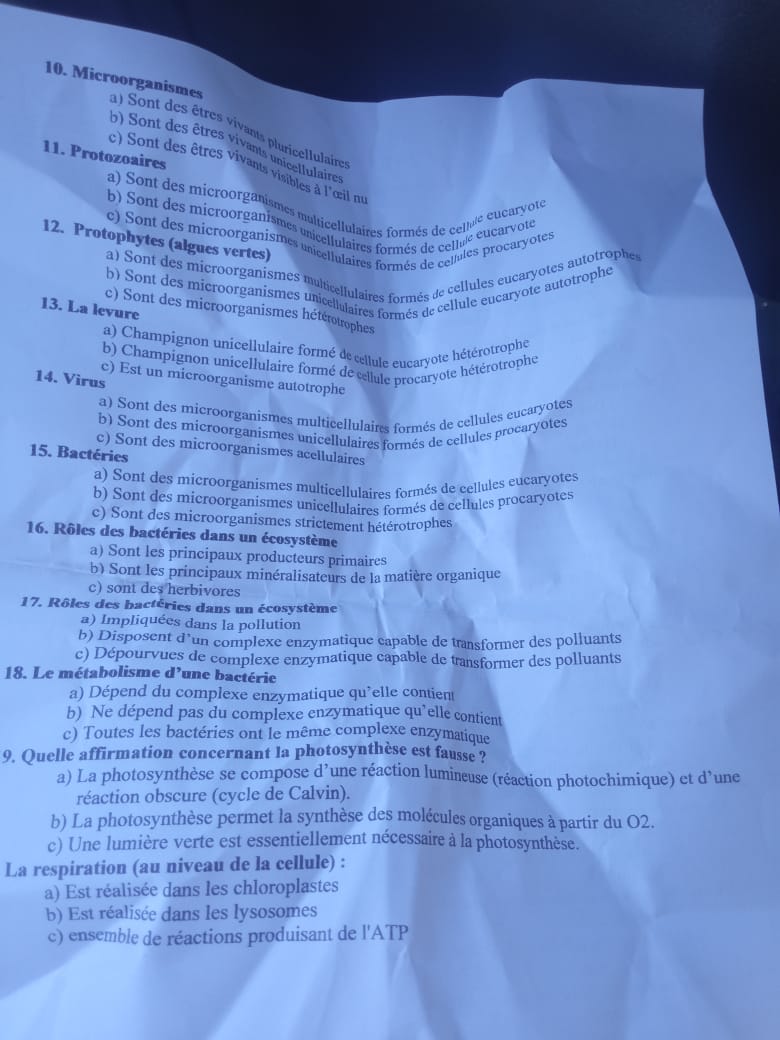 10. Microorganismes
a) Sont des êtres vivants pluricellulaires
b) Sont des êtres vivants unicellulaires
c) Sont des êtres vivants visibles à l'œil nu
11. Protozoaires
a) Sont des microorganismes multicellulaires formés de cellule eucaryote
b) Sont des microorganismes unicellulaires formés de cellule eucaryote
c) Sont des microorganismes unicellulaires formés de cellules procaryotes
12. Protophytes (algues vertes)
a) Sont des microorganismes multicellulaires formés de cellules eucaryotes autotrophes
b) Sont des microorganismes unicellulaires formés de cellule eucaryote autotrophe
c) Sont des microorganismes hétérotrophes
13. La levure
a) Champignon unicellulaire formé de cellule eucaryote hétérotrophe
b) Champignon unicellulaire formé de cellule procaryote hétérotrophe
c) Est un microorganisme autotrophe
14. Virus
a) Sont des microorganismes multicellulaires formés de cellules eucaryotes
b) Sont des microorganismes unicellulaires formés de cellules procaryotes
c) Sont des microorganismes acellulaires
15. Bactéries
a) Sont des microorganismes multicellulaires formés de cellules eucaryotes
b) Sont des microorganismes unicellulaires formés de cellules procaryotes
c) Sont des microorganismes strictement hétérotrophes
16. Rôles des bactéries dans un écosystème
a) Sont les principaux producteurs primaires
b) Sont les principaux minéralisateurs de la matière organique
c) sont des herbivores
17. Rôles des bactéries dans un écosystème
a) Impliquées dans la pollution
b) Disposent d'un complexe enzymatique capable de transformer des polluants
c) Dépourvues de complexe enzymatique capable de transformer des polluants
18. Le métabolisme d'une bactérie
a) Dépend du complexe enzymatique qu'elle contient
b) Ne dépend pas du complexe enzymatique qu'elle contient
c) Toutes les bactéries ont le même complexe enzymatique
9. Quelle affirmation concernant la photosynthèse est fausse ?
a) La photosynthèse se compose d'une réaction lumineuse (réaction photochimique) et d'une
réaction obscure (cycle de Calvin).
b) La photosynthèse permet la synthèse des molécules organiques à partir du O2.
c) Une lumière verte est essentiellement nécessaire à la photosynthèse.
La respiration (au niveau de la cellule) :
a) Est réalisée dans les chloroplastes
b) Est réalisée dans les lysosomes
c) ensemble de réactions produisant de l'ATP